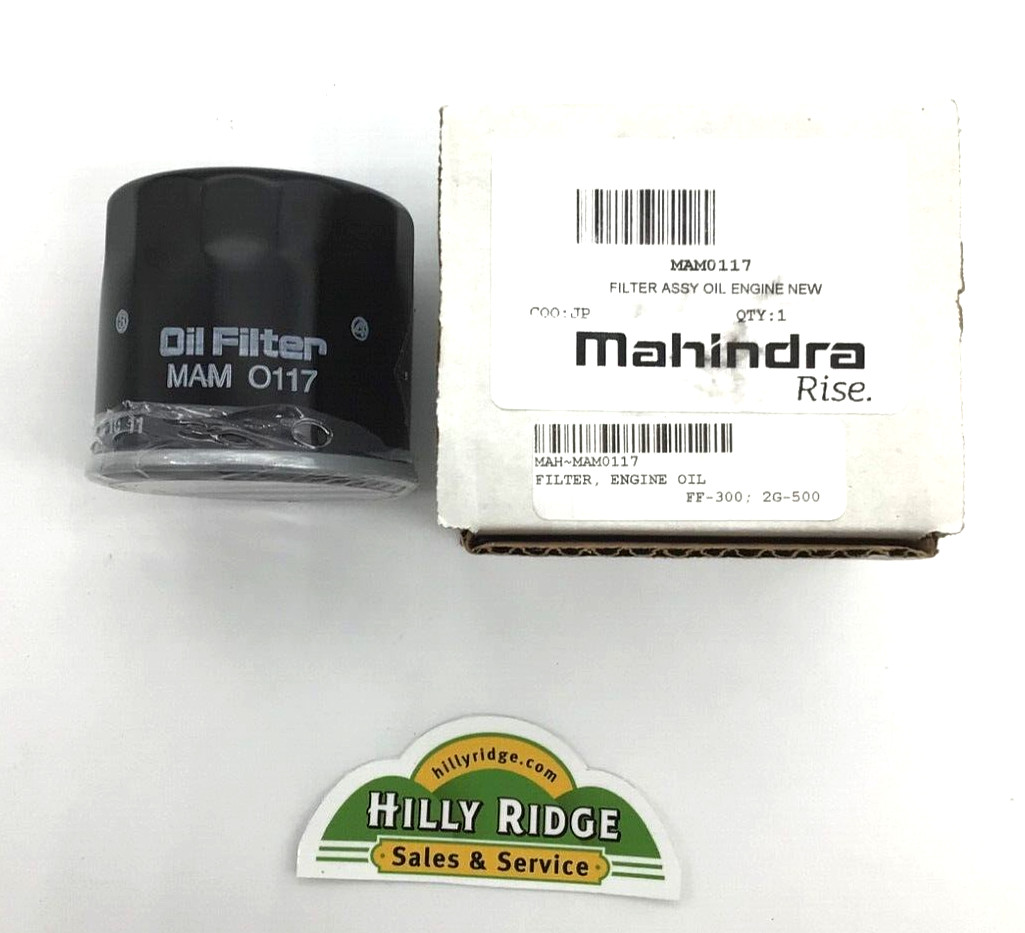 Oil Filter
MAM O117
11
MAM0117
FILTER ASSY OIL ENGINE NEW
COO:JP QTY:1
Mahindra
Rise.
MAH~MAM0117
FILTER, ENGINE OIL
FF-300; 2G-500
hillyridge.com
HILLY RIDGE
Sales & Service